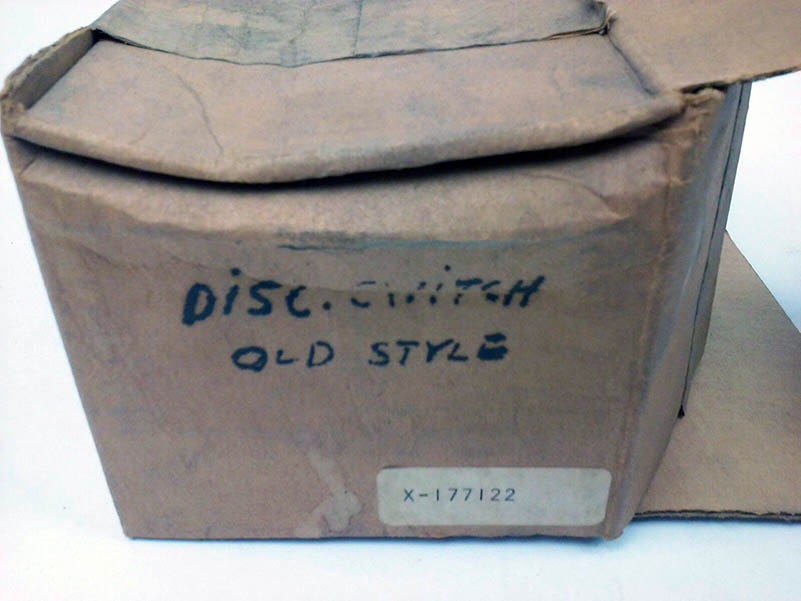 DISC. SWITCH
OLD STYLE
X-177122